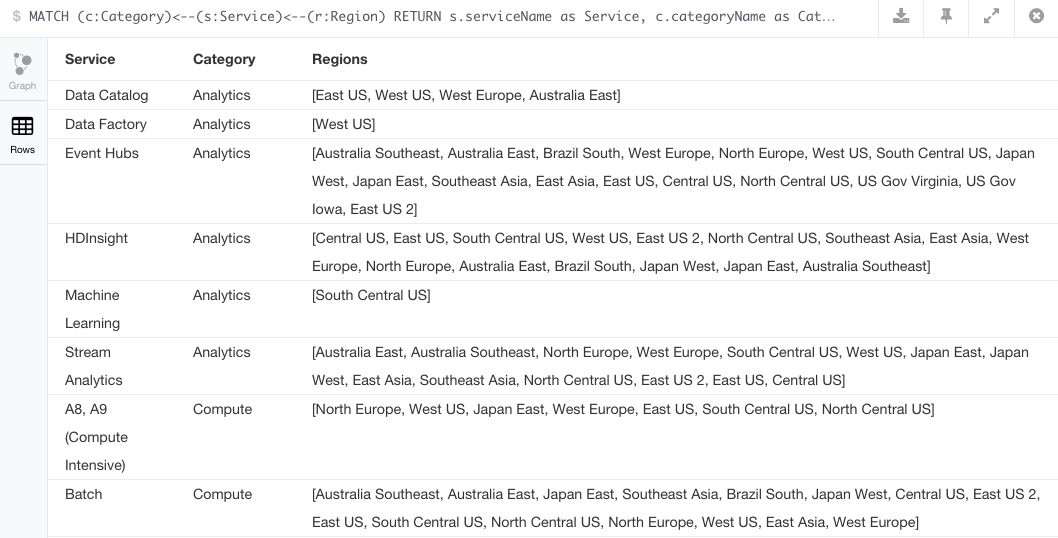 $ MATCH (c:Category)<--(s:Service)<--(r:Region) RETURN s.serviceName as Service, c.categoryName as Cat…
Graph
Rows
Service Category Regions
Data Catalog Analytics [East US, West US, West Europe, Australia East]
Data Factory Analytics [West US]
Event Hubs Analytics [Australia Southeast, Australia East, Brazil South, West Europe, North Europe, West US, South Central US, Japan
West, Japan East, Southeast Asia, East Asia, East US, Central US, North Central US, US Gov Virginia, US Gov
Iowa, East US 2]
HDInsight Analytics [Central US, East US, South Central US, West US, East US 2, North Central US, Southeast Asia, East Asia, West
Europe, North Europe, Australia East, Brazil South, Japan West, Japan East, Australia Southeast]
Machine Analytics [South Central US]
Learning
Stream Analytics [Australia East, Australia Southeast, North Europe, West Europe, South Central US, West US, Japan East, Japan
Analytics West, East Asia, Southeast Asia, North Central US, East US 2, East US, Central US]
A8, A9 Compute [North Europe, West US, Japan East, West Europe, East US, South Central US, North Central US]
(Compute
Intensive)
Batch Compute [Australia Southeast, Australia East, Japan East, Southeast Asia, Brazil South, Japan West, Central US, East US 2,
East US, South Central US, North Central US, North Europe, West US, East Asia, West Europe]